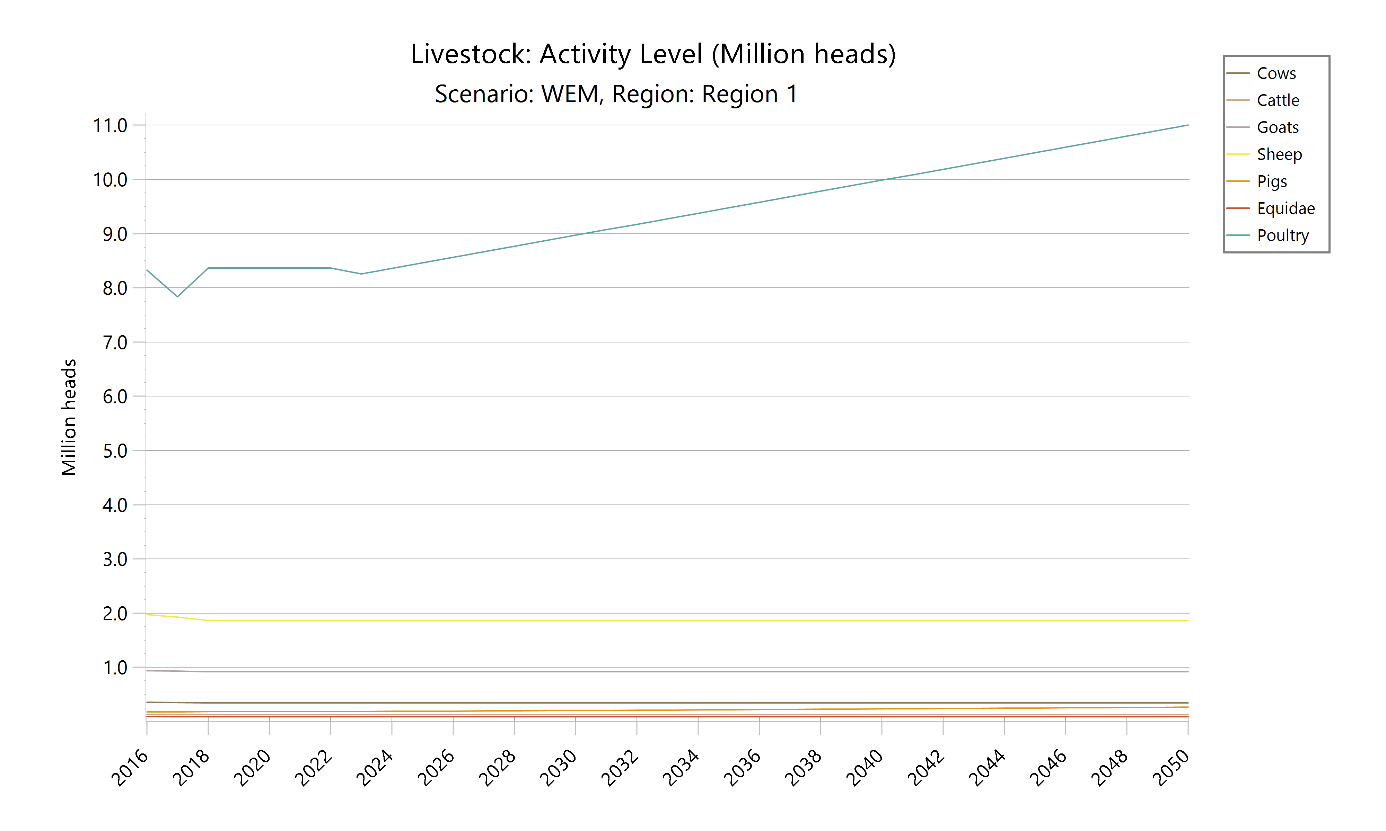 Livestock: Activity Level (Million heads)
Scenario: WEM, Region: Region 1
Cows
Cattle
Goats
Sheep
Pigs
Equidae
Poultry
Million heads
11.0
10.0
9.0
8.0
7.0
6.0
5.0
4.0
3.0
2.0
1.0
2016
2018
2020
2022
2024
2026
2028
2030
2032
2034
2036
2038
2040
2042
2044
2046
2048
2050